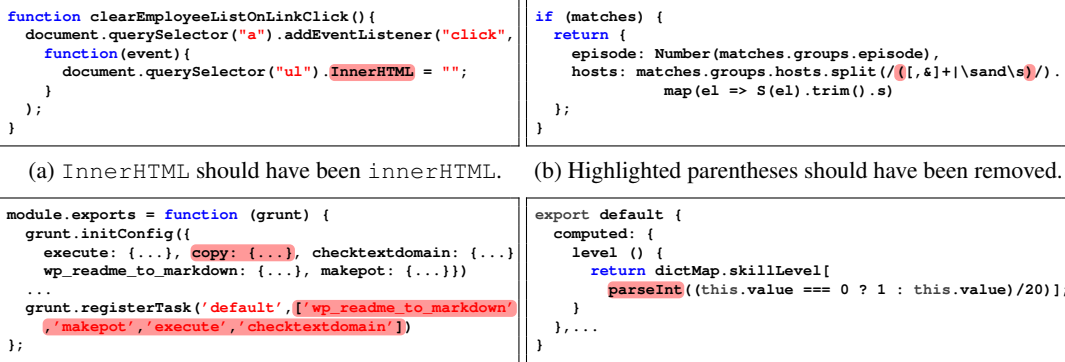 function clearEmployeeListOnLinkClick(){
document.querySelector("a").addEventListener("click",
function(event){
document.querySelector("ul").InnerHTML = "";
}
);
}
(a) InnerHTML should have been innerHTML.
if (matches) {
return {
episode: Number(matches.groups.episode),
hosts: matches.groups.hosts.split(/([,&]+|\sand\s)/).
map(el => S(el).trim().s)
};
}
(b) Highlighted parentheses should have been removed.
module.exports = function (grunt) {
grunt.initConfig({
execute: {...}, copy: {...}, checktextdomain: {...}
wp_readme_to_markdown: {...}, makepot: {...}})
...
grunt.registerTask('default',['wp_readme_to_markdown'
,'makepot','execute','checktextdomain'])
};
export default {
computed: {
level () {
return dictMap.skillLevel[
parseInt((this.value === 0 ? 1 : this.value)/20)];
}
},...
}